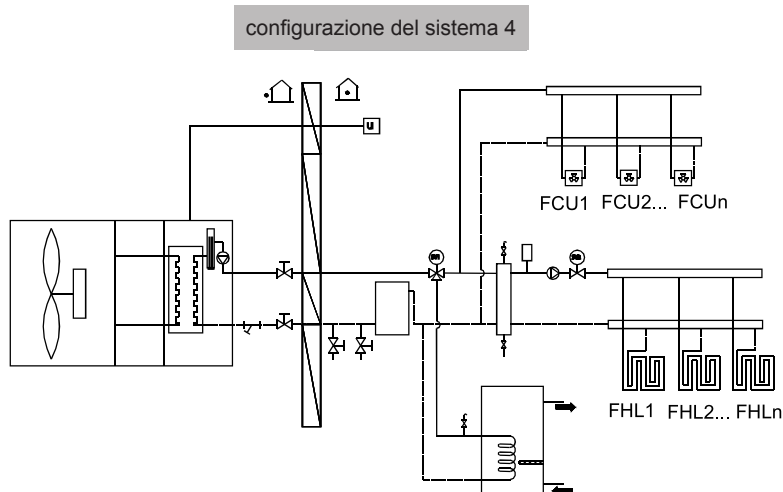 configurazione del sistema 4
u
FCU1 FCU2... FCUn
M M
FHL1 FHL2... FHLn